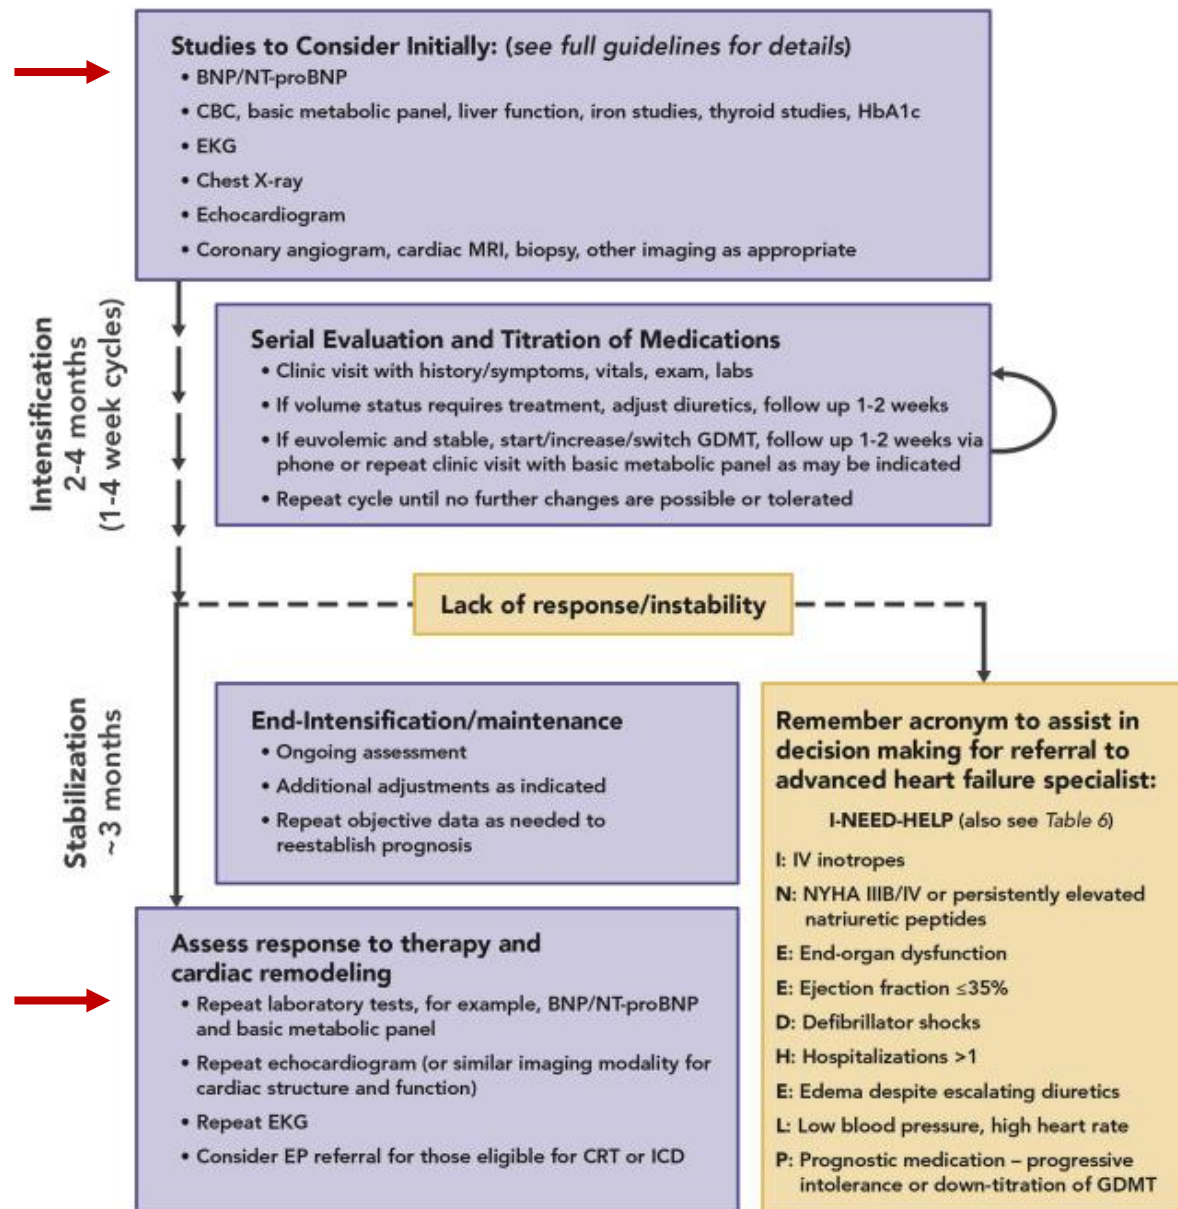 Studies to Consider Initially: (see full guidelines for details)
• BNP/NT-proBNP
• CBC, basic metabolic panel, liver function, iron studies, thyroid studies, HbA1c
• EKG
• Chest X-ray
• Echocardiogram
• Coronary angiogram, cardiac MRI, biopsy, other imaging as appropriate
Intensification
2-4 months
(1-4 week cycles)
Serial Evaluation and Titration of Medications
• Clinic visit with history/symptoms, vitals, exam, labs
• If volume status requires treatment, adjust diuretics, follow up 1-2 weeks
• If euvolemic and stable, start/increase/switch GDMT, follow up 1-2 weeks via
phone or repeat clinic visit with basic metabolic panel as may be indicated
• Repeat cycle until no further changes are possible or tolerated
Lack of response/instability
Stabilization
~3 months
End-Intensification/maintenance
• Ongoing assessment
• Additional adjustments as indicated
• Repeat objective data as needed to
reestablish prognosis
Assess response to therapy and
cardiac remodeling
• Repeat laboratory tests, for example, BNP/NT-proBNP
and basic metabolic panel
• Repeat echocardiogram (or similar imaging modality for
cardiac structure and function)
• Repeat EKG
• Consider EP referral for those eligible for CRT or ICD
Remember acronym to assist in
decision making for referral to
advanced heart failure specialist:
I-NEED-HELP (also see Table 6)
I: IV inotropes
N: NYHA IIIB/IV or persistently elevated
natriuretic peptides
E: End-organ dysfunction
E: Ejection fraction ≤35%
D: Defibrillator shocks
H: Hospitalizations >1
E: Edema despite escalating diuretics
L: Low blood pressure, high heart rate
P: Prognostic medication – progressive
intolerance or down-titration of GDMT